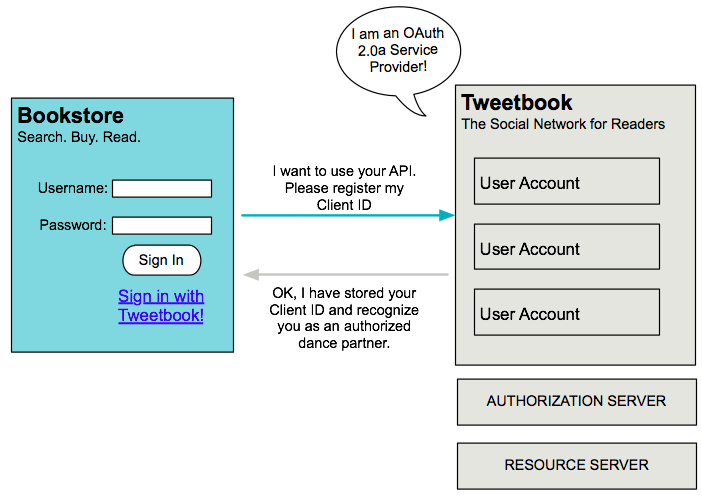 I am an OAuth
2.0a Service
Provider!
Bookstore
Search. Buy. Read.
Username:
Password:
Sign In
Sign in with
Tweetbook!
I want to use your API.
Please register my
Client ID
OK, I have stored your
Client ID and recognize
you as an authorized
dance partner.
Tweetbook
The Social Network for Readers
User Account
User Account
User Account
AUTHORIZATION SERVER
RESOURCE SERVER